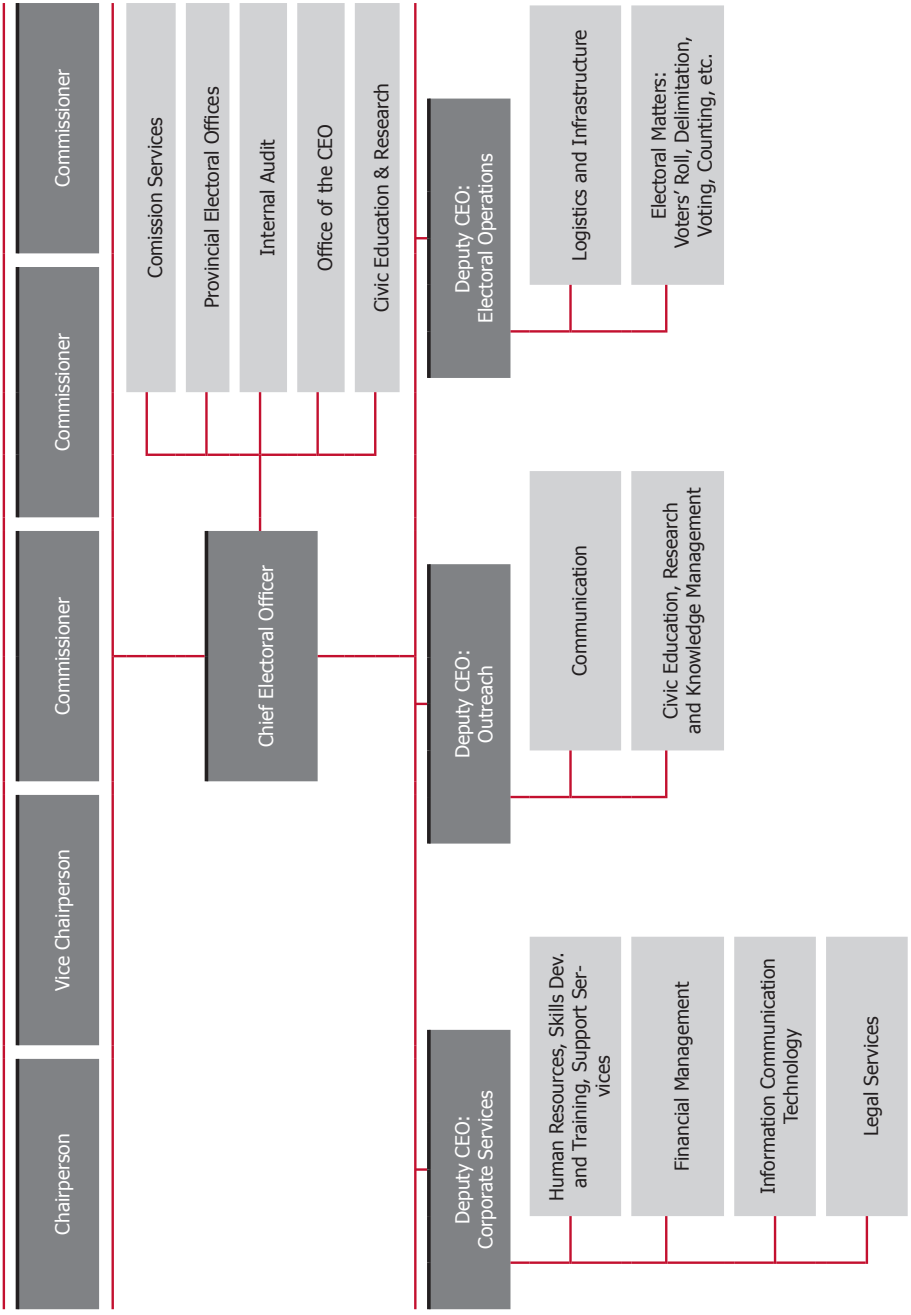 Chairperson
Vice Chairperson
Commissioner
Commissioner
Commissioner
Chief Electoral Officer
Comission Services
Provincial Electoral Offices
Internal Audit
Office of the CEO
Civic Education & Research
Deputy CEO:
Corporate Services
Human Resources, Skills Dev.
and Training, Support Ser-
vices
Financial Management
Information Communication
Technology
Legal Services
Deputy CEO:
Outreach
Communication
Civic Education, Research
and Knowledge Management
Deputy CEO:
Electoral Operations
Logistics and Infrastructure
Electoral Matters:
Voters’ Roll, Delimitation,
Voting, Counting, etc.